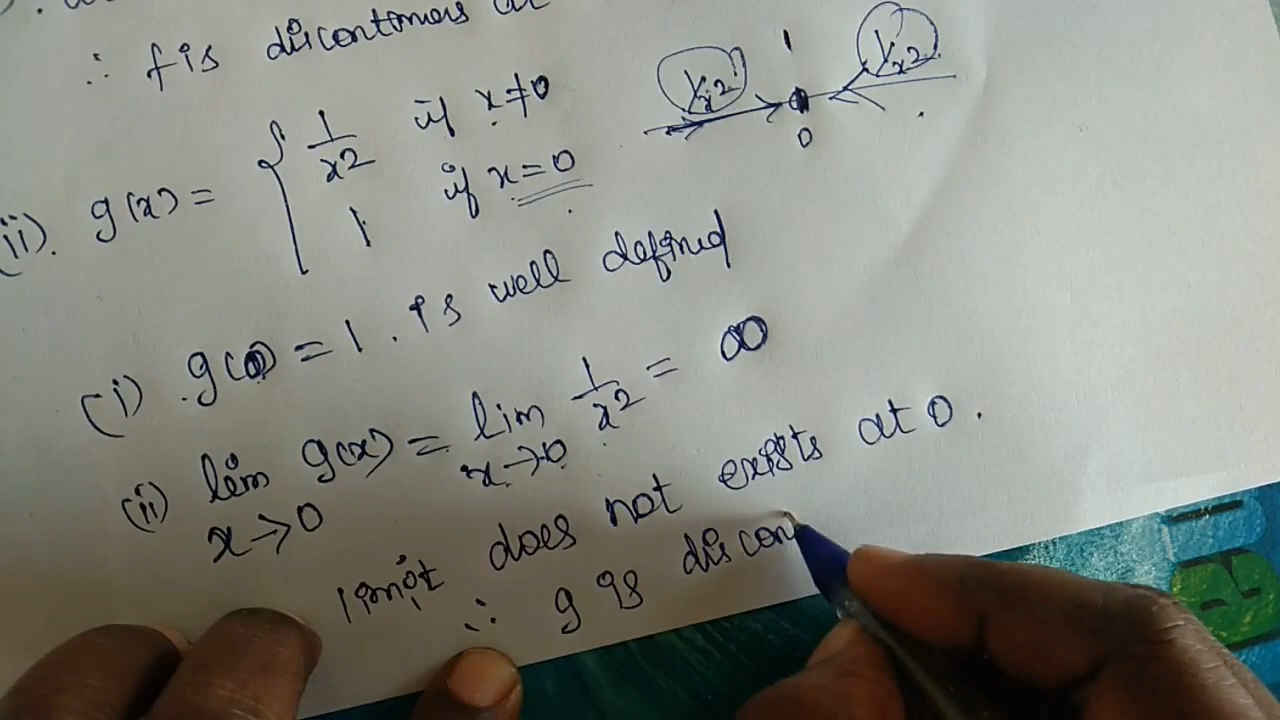 ∴ f is discontinuous at
(ii). g(x) = { 1/x2 if x≠0
1 if x=0
1/x2 1 1/x2
0
(i) g(0) = 1. is well defined
(ii) lim x→0 g(x) = lim x→0 1/x2 = ∞
limit does not exists at 0.
∴ g is discon